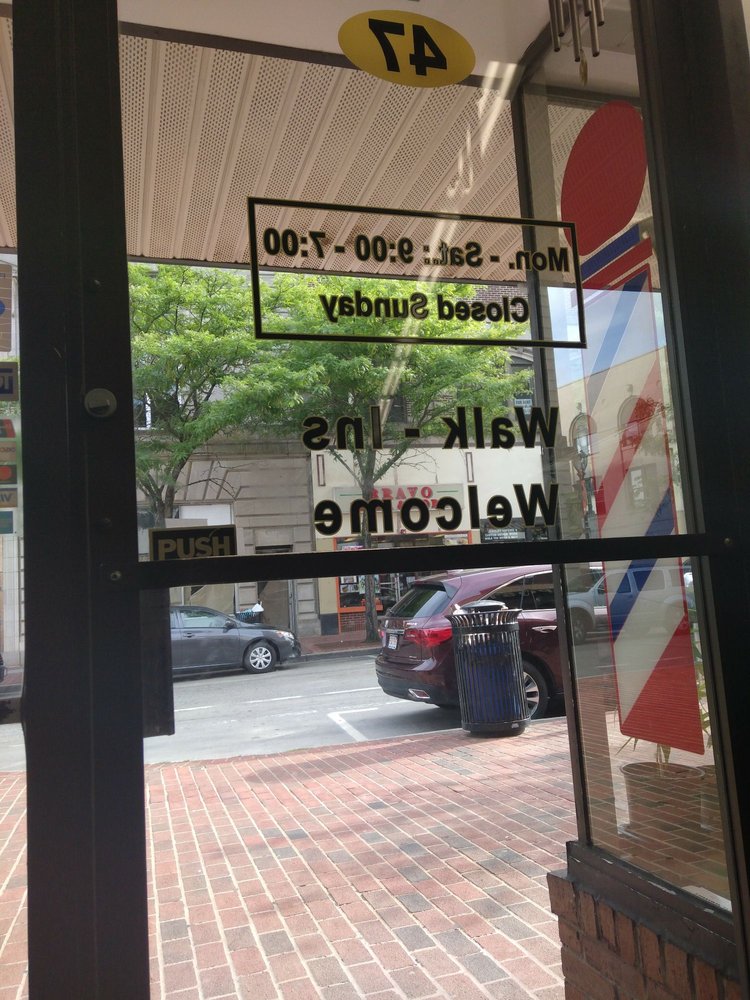 47
Mon. - Sat.: 9:00 - 7:00
Closed Sunday
Walk - Ins
Welcome
PUSH
BRAVO